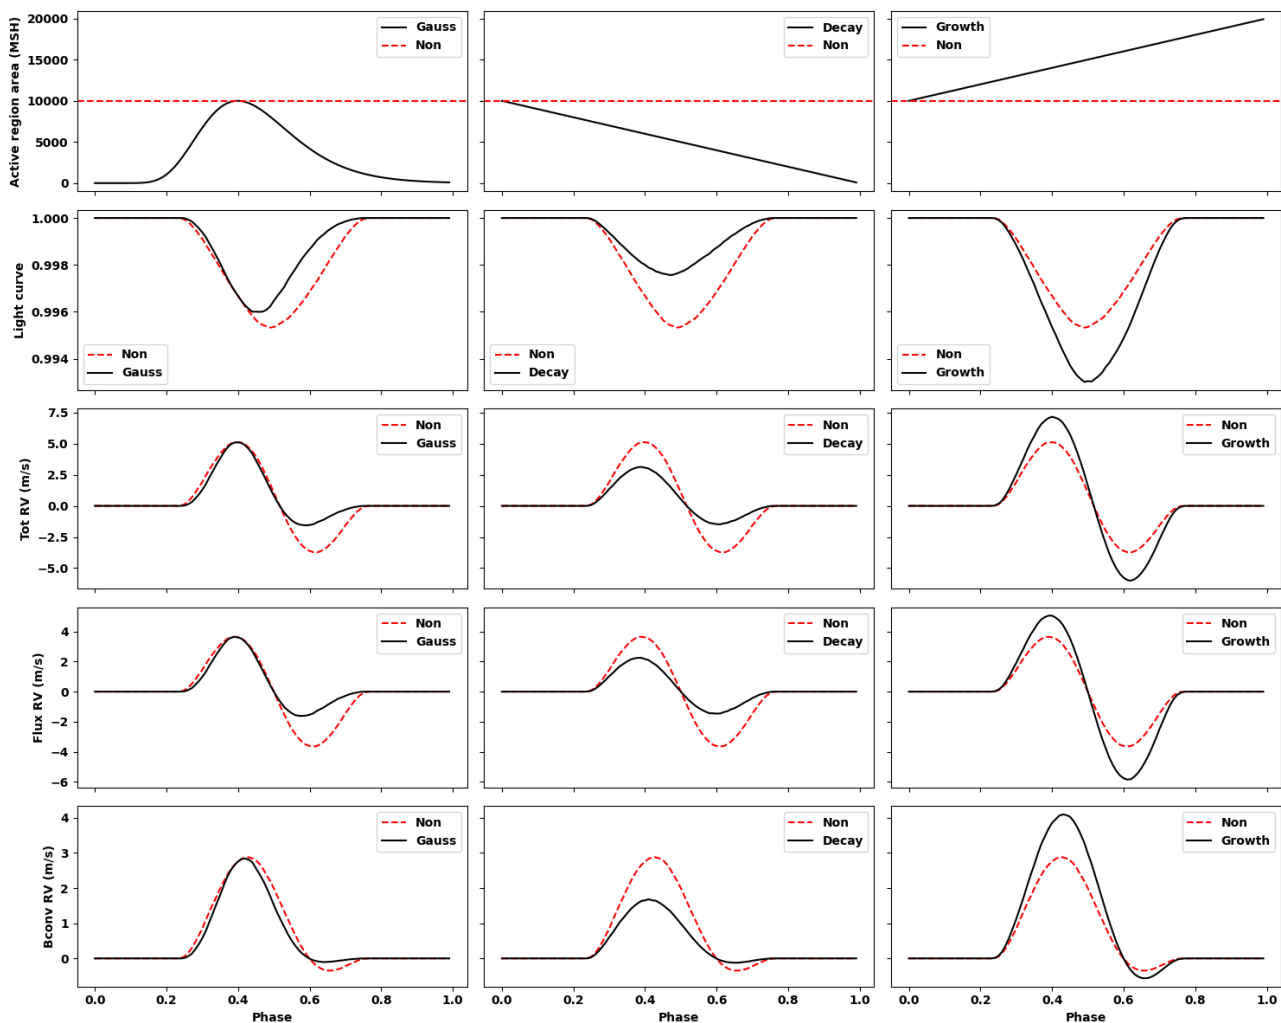 Active region area (MSH)
20000
15000
10000
5000
0
Gauss
Non
Decay
Non
Growth
Non
Light curve
1.000
0.998
0.996
0.994
Non
Gauss
Non
Decay
Non
Growth
Tot RV (m/s)
7.5
5.0
2.5
0.0
−2.5
−5.0
Non
Gauss
Non
Decay
Non
Growth
Flux RV (m/s)
4
2
0
−2
−4
−6
Non
Gauss
Non
Decay
Non
Growth
Bconv RV (m/s)
4
3
2
1
0
Non
Gauss
Non
Decay
Non
Growth
0.0 0.2 0.4 0.6 0.8 1.0
0.0 0.2 0.4 0.6 0.8 1.0
0.0 0.2 0.4 0.6 0.8 1.0
Phase
Phase
Phase